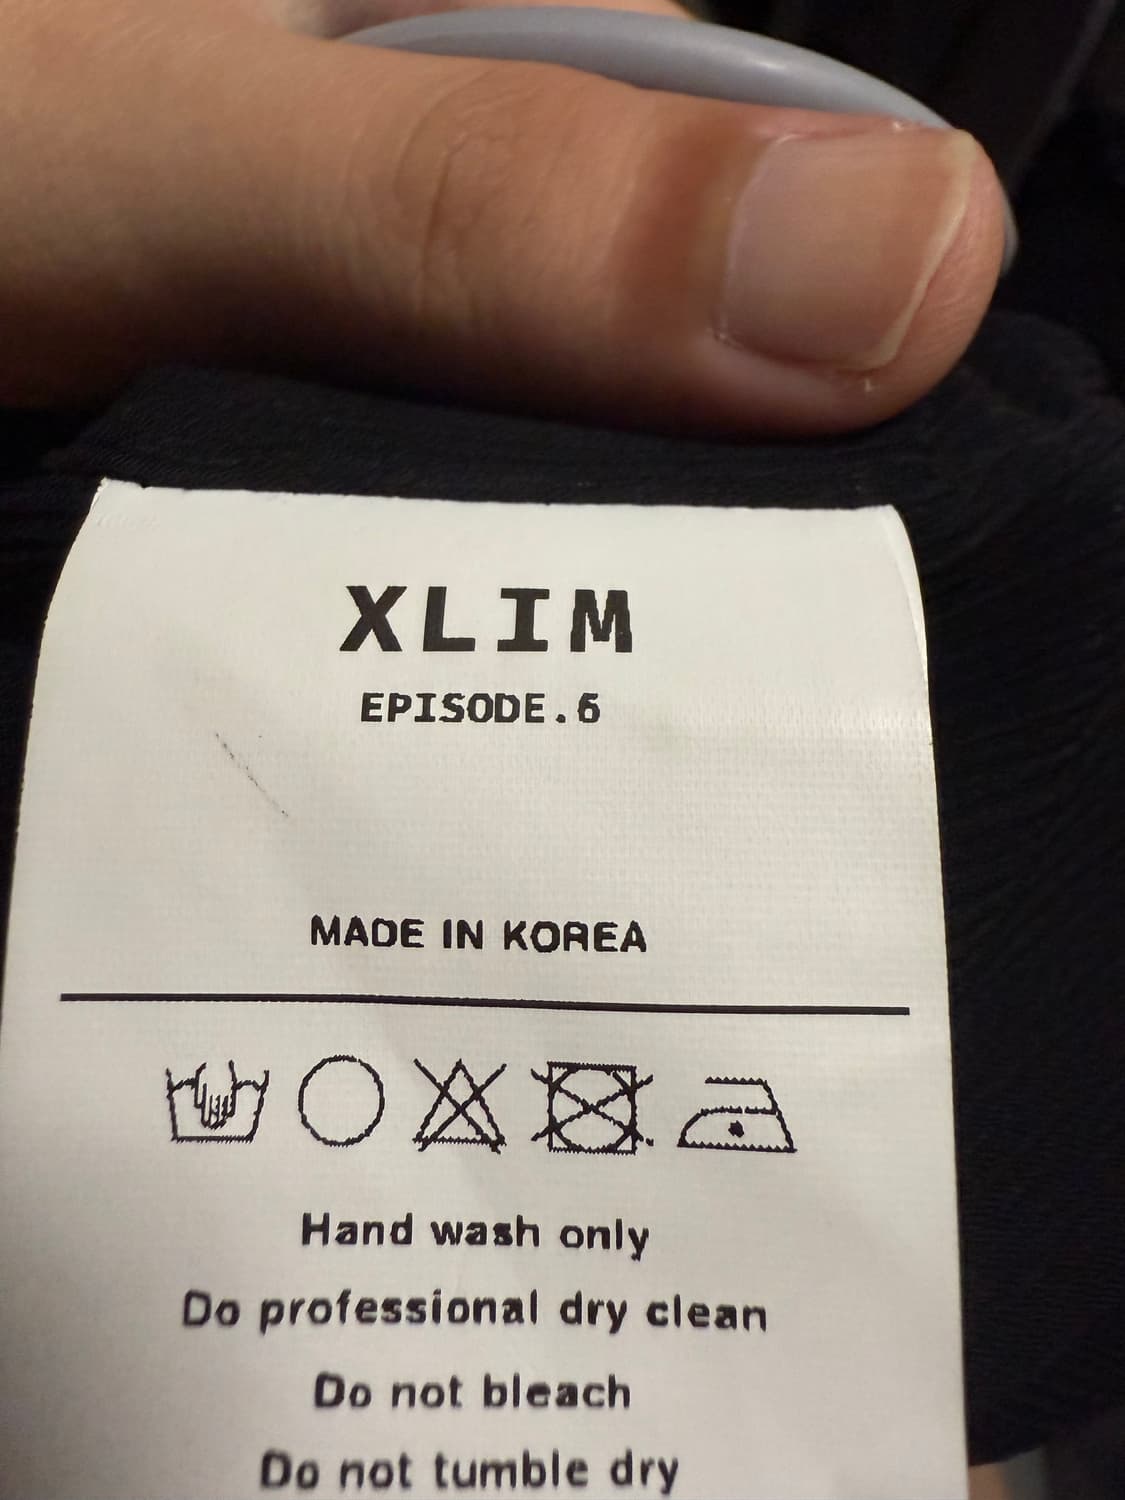 XLIM
EPISODE.6
MADE IN KOREA
Hand wash only
Do professional dry clean
Do not bleach
Do not tumble dry